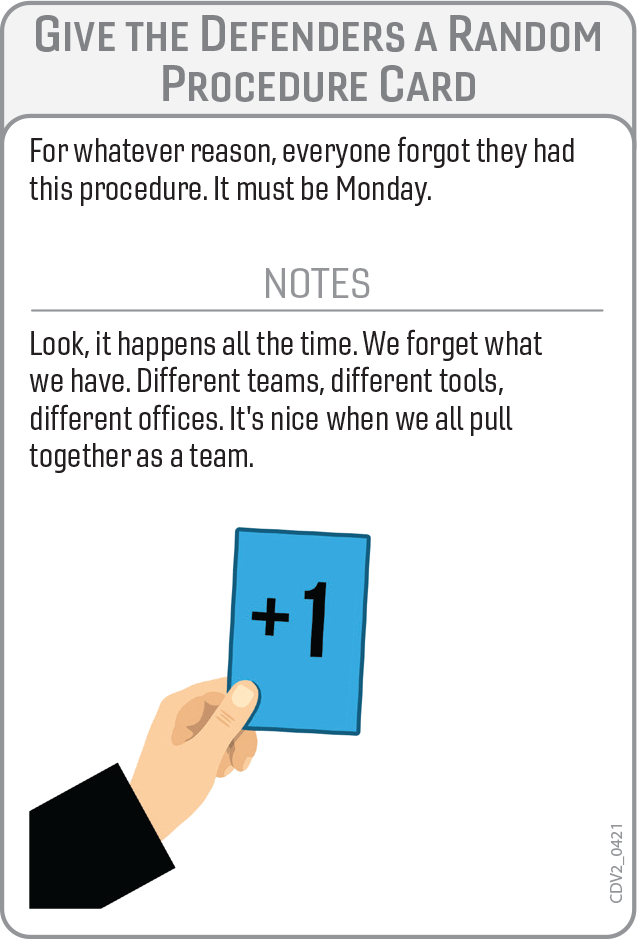 GIVE THE DEFENDERS A RANDOM
PROCEDURE CARD
For whatever reason, everyone forgot they had
this procedure. It must be Monday.
NOTES
Look, it happens all the time. We forget what
we have. Different teams, different tools,
different offices. It's nice when we all pull
together as a team.
+1
CDV2_0421